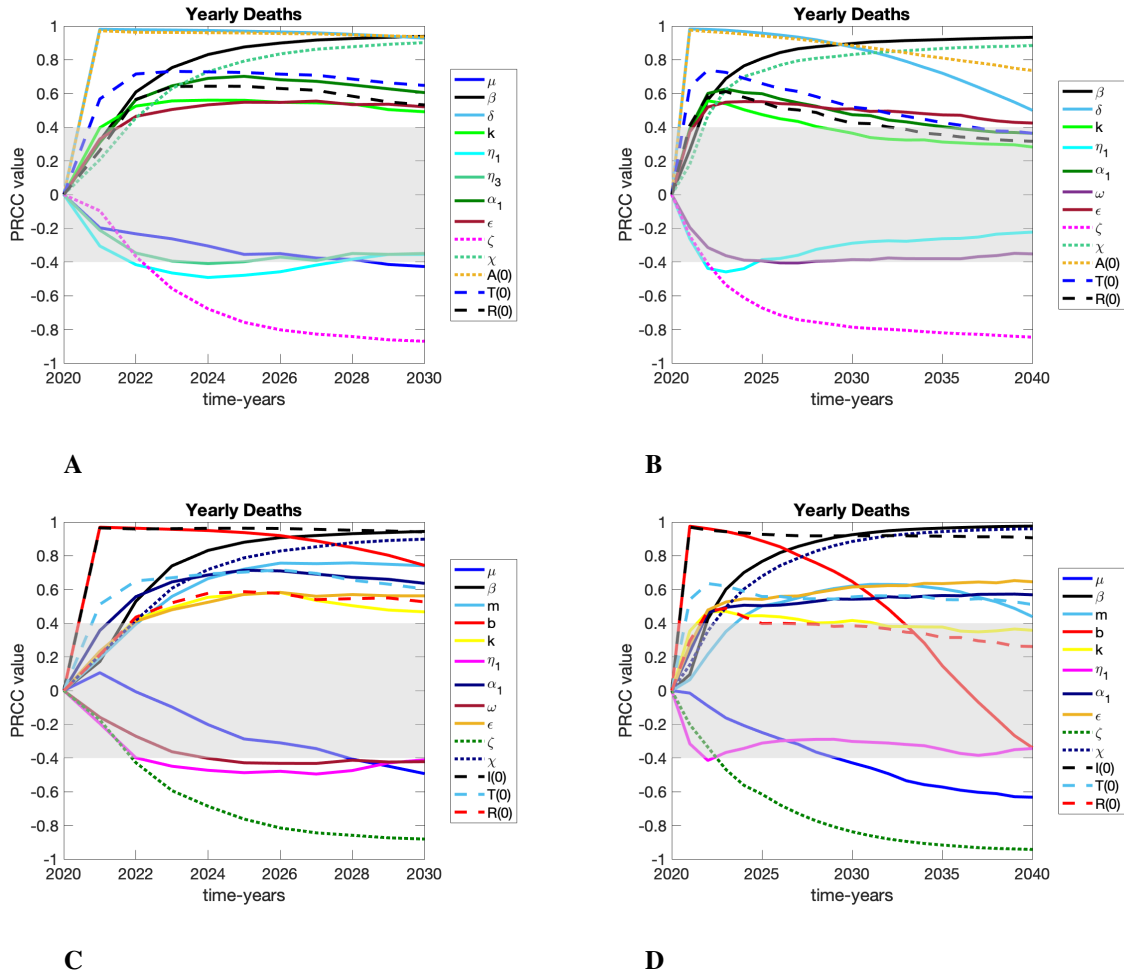 Yearly Deaths
PRCC value
1
0.8
0.6
0.4
0.2
0
-0.2
-0.4
-0.6
-0.8
-1
2020
2022
2024
2026
2028
2030
time-years
μ
β
δ
k
η1
η3
α1
ϵ
ζ
χ
A(0)
T(0)
R(0)
A
Yearly Deaths
PRCC value
1
0.8
0.6
0.4
0.2
0
-0.2
-0.4
-0.6
-0.8
-1
2020
2025
2030
2035
2040
time-years
β
δ
k
η1
α1
ω
ϵ
ζ
χ
A(0)
T(0)
R(0)
B
Yearly Deaths
PRCC value
1
0.8
0.6
0.4
0.2
0
-0.2
-0.4
-0.6
-0.8
-1
2020
2022
2024
2026
2028
2030
time-years
μ
β
m
b
k
η1
α1
ω
ϵ
ζ
χ
I(0)
T(0)
R(0)
C
Yearly Deaths
PRCC value
1
0.8
0.6
0.4
0.2
0
-0.2
-0.4
-0.6
-0.8
-1
2020
2025
2030
2035
2040
time-years
μ
β
m
b
k
η1
α1
ϵ
ζ
χ
I(0)
T(0)
R(0)
D